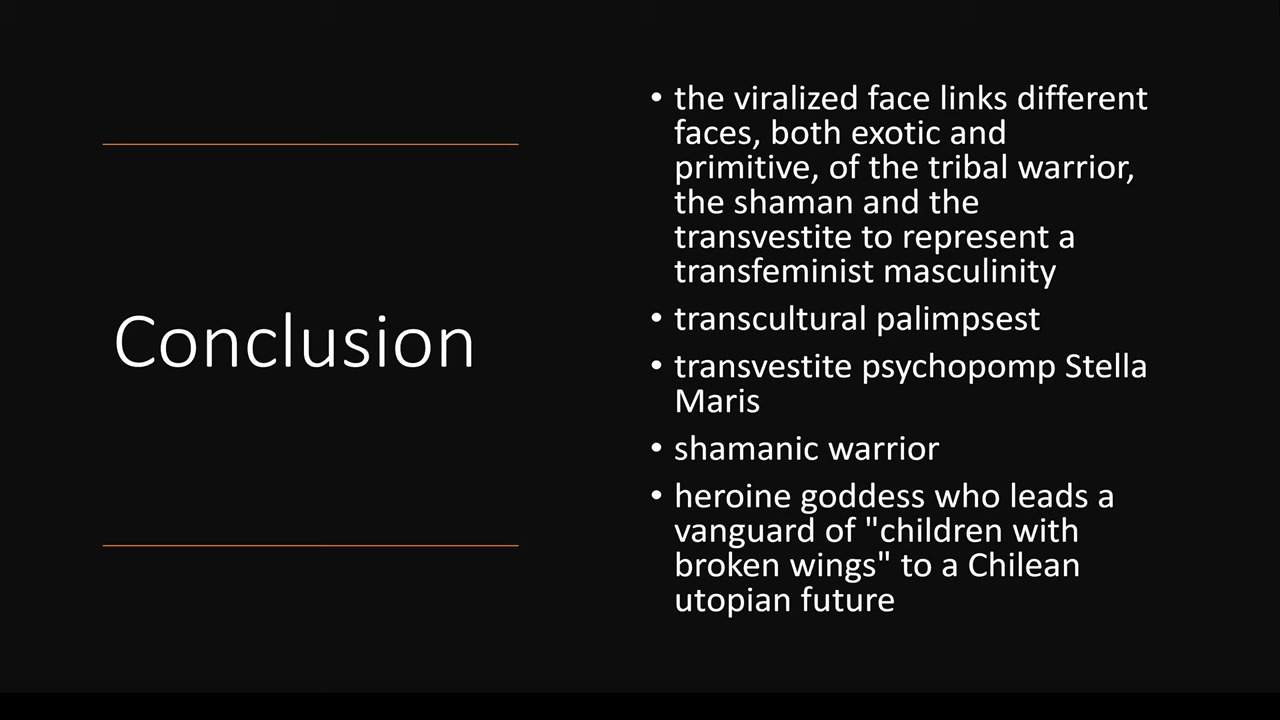 Conclusion
• the viralized face links different
faces, both exotic and
primitive, of the tribal warrior,
the shaman and the
transvestite to represent a
transfeminist masculinity
• transcultural palimpsest
• transvestite psychopomp Stella
Maris
• shamanic warrior
• heroine goddess who leads a
vanguard of "children with
broken wings" to a Chilean
utopian future